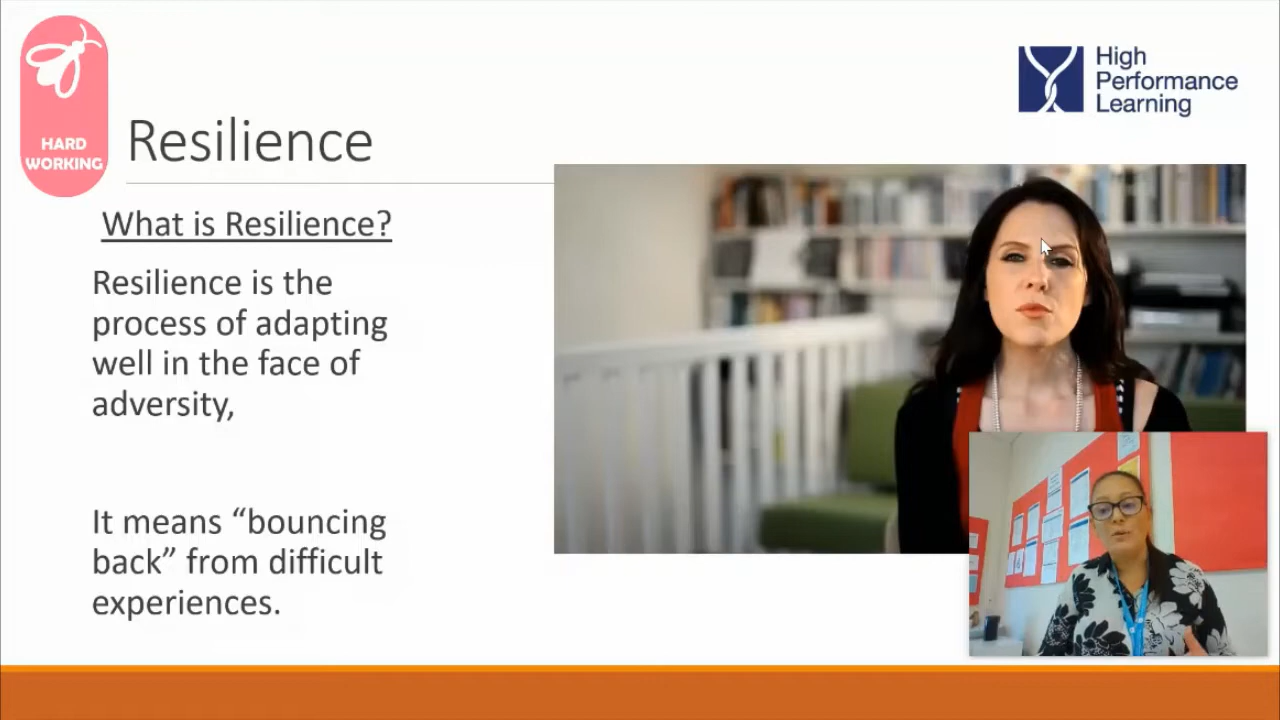 HARD
WORKING
High
Performance
Learning
Resilience
What is Resilience?
Resilience is the
process of adapting
well in the face of
adversity,
It means “bouncing
back” from difficult
experiences.